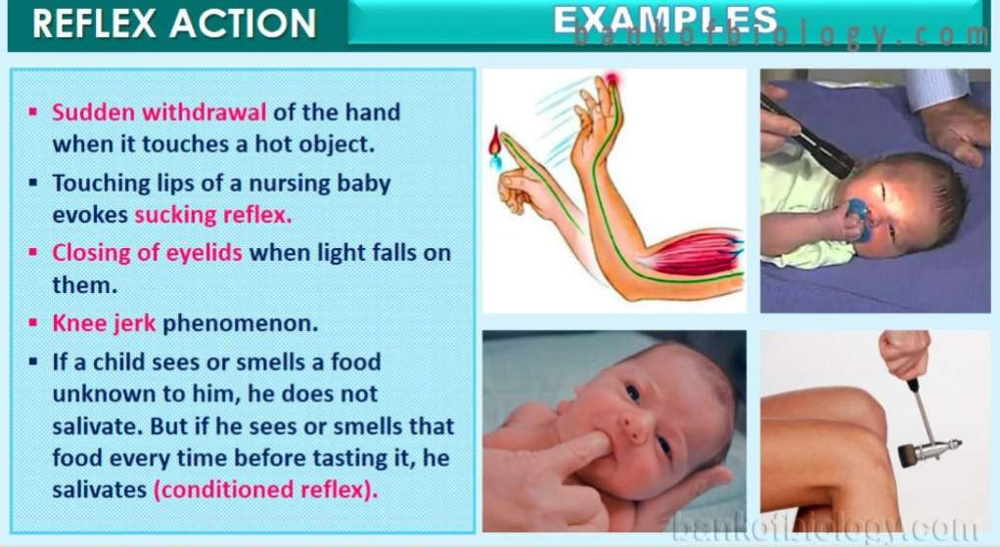 REFLEX ACTION
EXAMPLES
bankofbiology.com
▪ Sudden withdrawal of the hand
when it touches a hot object.
▪ Touching lips of a nursing baby
evokes sucking reflex.
▪ Closing of eyelids when light falls on
them.
▪ Knee jerk phenomenon.
▪ If a child sees or smells a food
unknown to him, he does not
salivate. But if he sees or smells that
food every time before tasting it, he
salivates (conditioned reflex).
bankofbiology.com